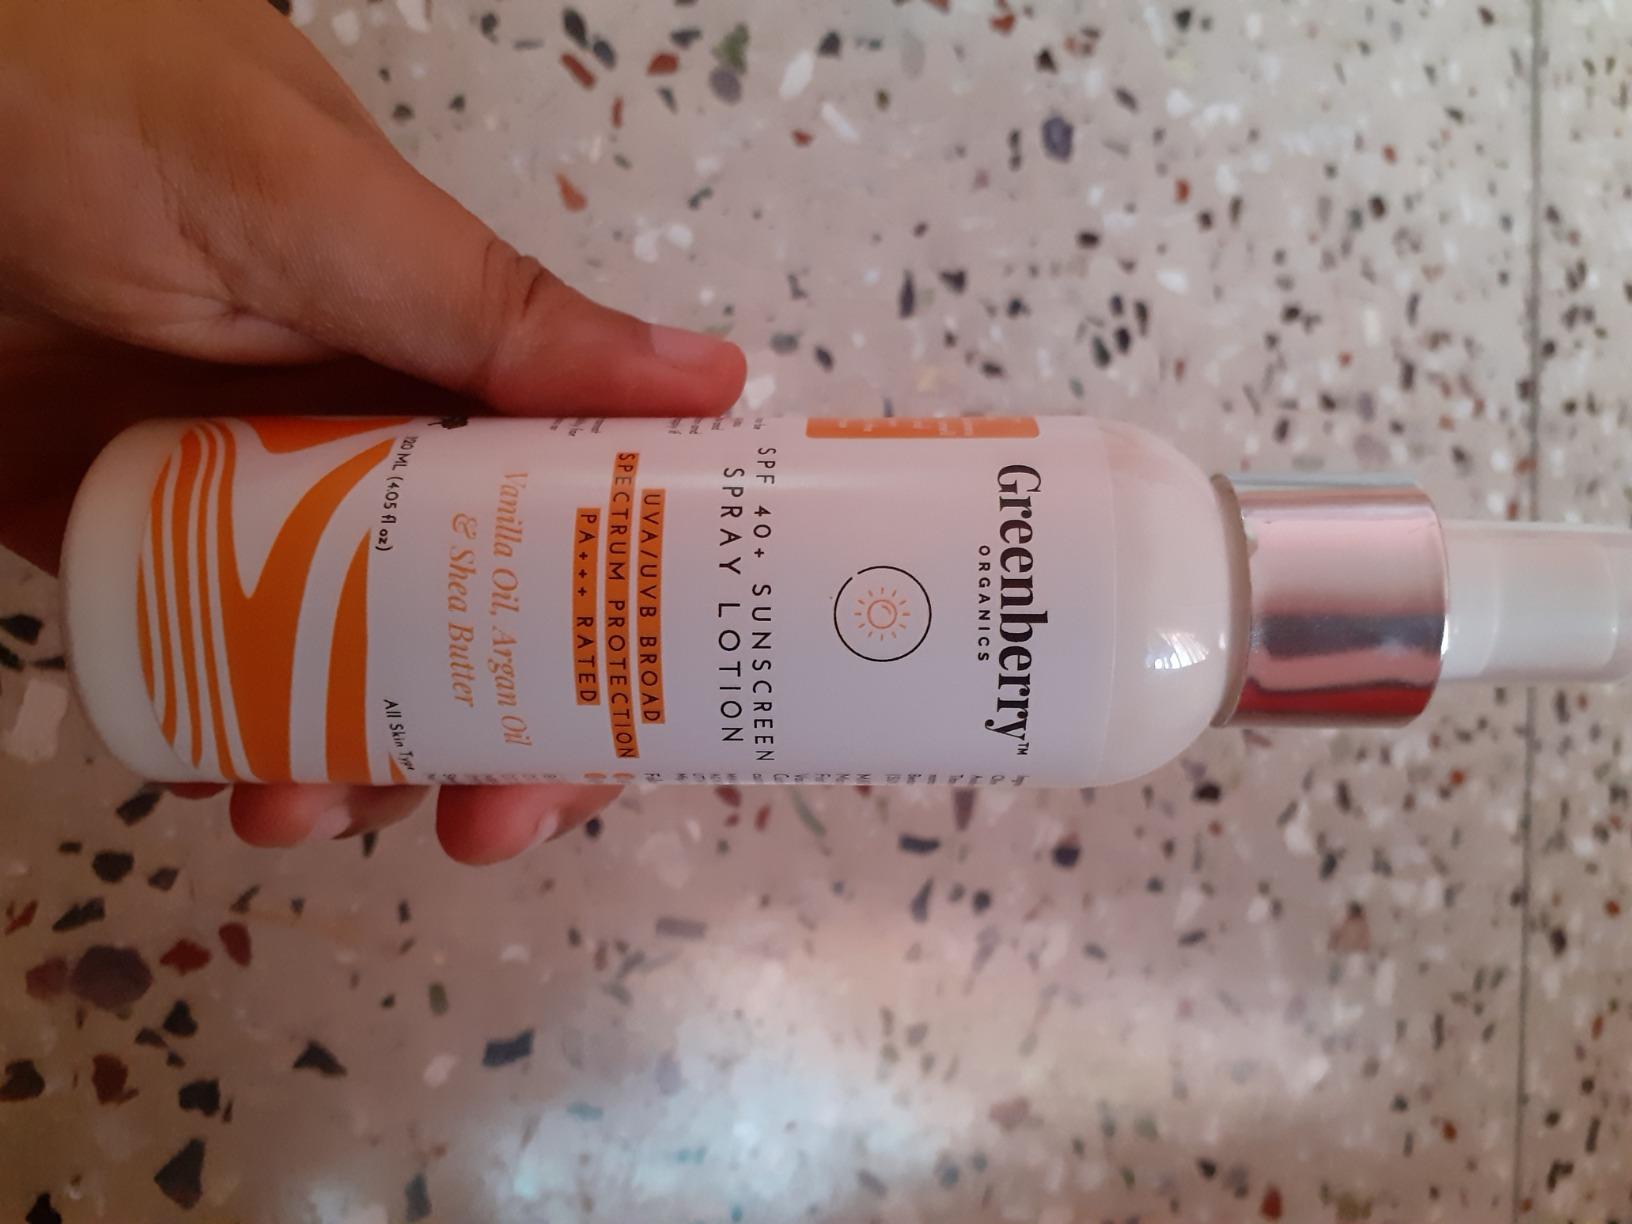 Greenberry™
ORGANICS
SPF 40+ SUNSCREEN
SPRAY LOTION
UVA/UVB BROAD
SPECTRUM PROTECTION
PA+++ RATED
Vanilla Oil, Argan Oil
& Shea Butter
120 ML (4.05 fl oz)
All Skin Type